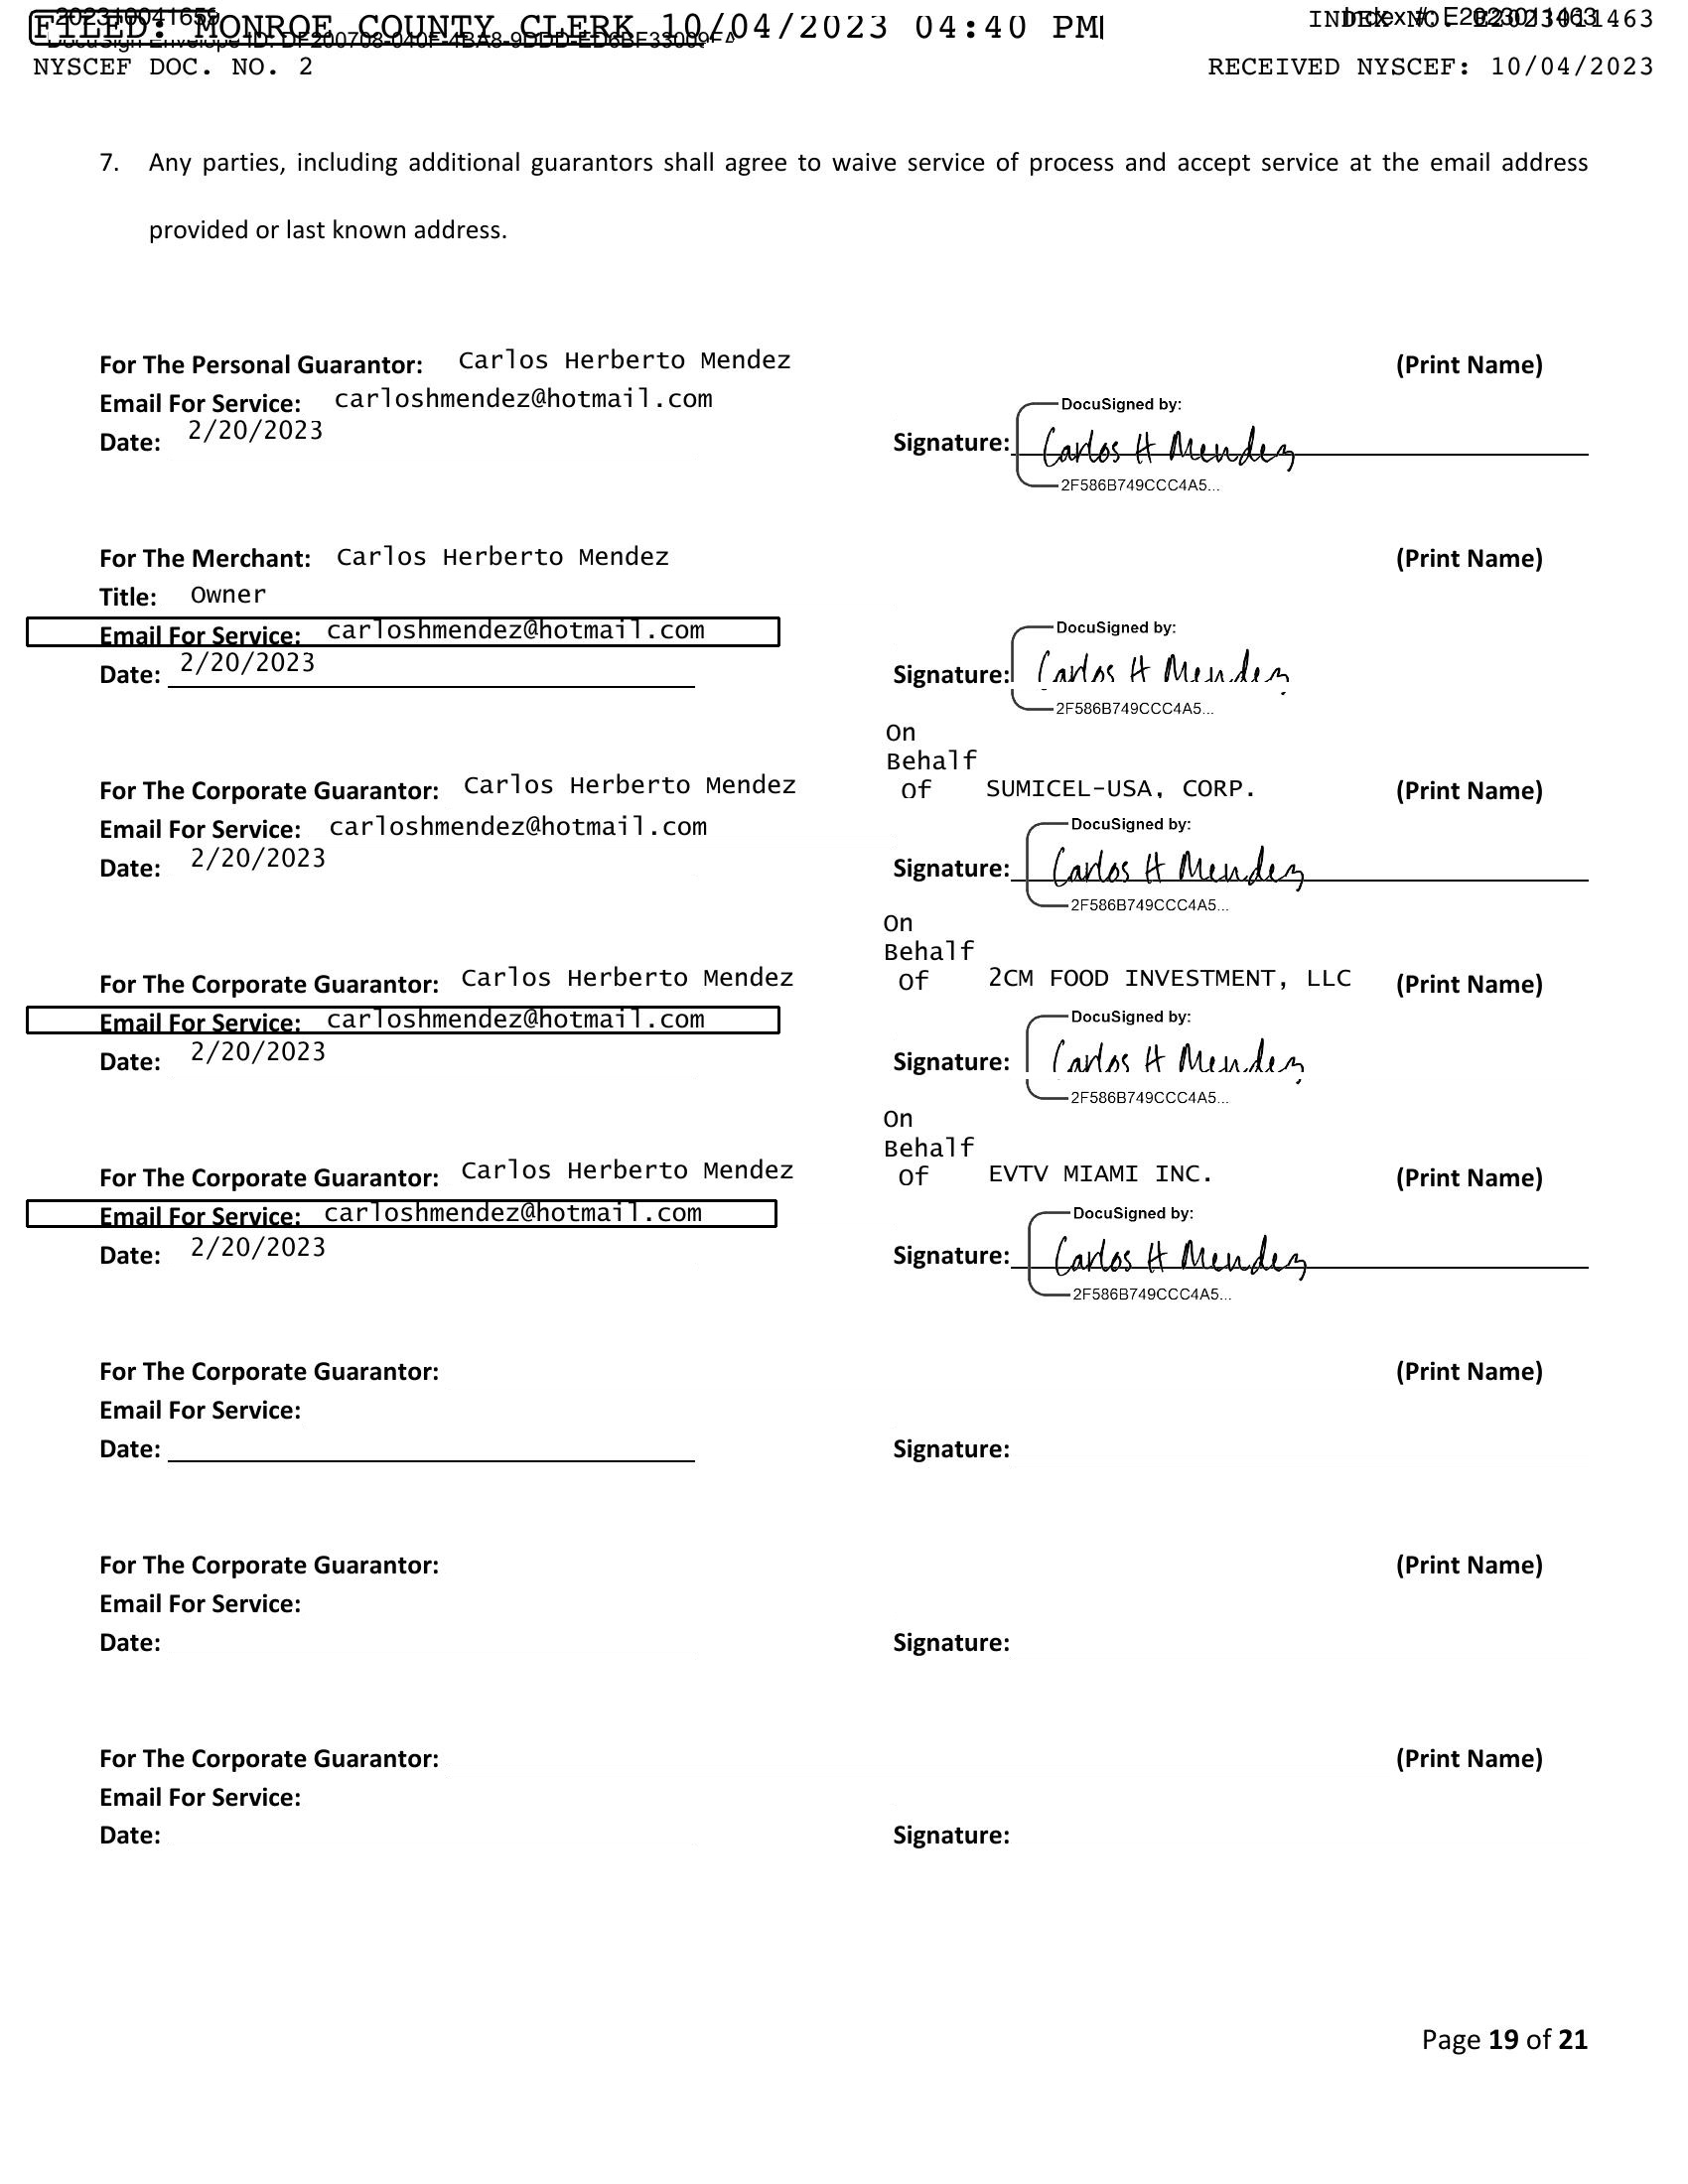 202310041659
FILED: MONROE COUNTY CLERK 10/04/2023 04:40 PM
INDEX NO. E2023011463
Index #: E2023011463
DocuSign Envelope ID:
NYSCEF DOC. NO. 2
RECEIVED NYSCEF: 10/04/2023
7. Any parties, including additional guarantors shall agree to waive service of process and accept service at the email address
provided or last known address.
For The Personal Guarantor: Carlos Herberto Mendez (Print Name)
Email For Service: carloshmendez@hotmail.com
DocuSigned by:
Date: 2/20/2023 Signature: Carlos H Mendez
2F586B749CCC4A5...
For The Merchant: Carlos Herberto Mendez (Print Name)
Title: Owner
Email For Service: carloshmendez@hotmail.com
DocuSigned by:
Date: 2/20/2023 Signature: Carlos H Mendez
2F586B749CCC4A5...
On
Behalf
For The Corporate Guarantor: Carlos Herberto Mendez Of SUMICEL-USA, CORP. (Print Name)
Email For Service: carloshmendez@hotmail.com DocuSigned by:
Date: 2/20/2023 Signature: Carlos H Mendez
2F586B749CCC4A5...
On
Behalf
For The Corporate Guarantor: Carlos Herberto Mendez Of 2CM FOOD INVESTMENT, LLC (Print Name)
Email For Service: carloshmendez@hotmail.com DocuSigned by:
Date: 2/20/2023 Signature: Carlos H Mendez
2F586B749CCC4A5...
On
Behalf
For The Corporate Guarantor: Carlos Herberto Mendez Of EVTV MIAMI INC. (Print Name)
Email For Service: carloshmendez@hotmail.com DocuSigned by:
Date: 2/20/2023 Signature: Carlos H Mendez
2F586B749CCC4A5...
For The Corporate Guarantor: (Print Name)
Email For Service:
Date: Signature:
For The Corporate Guarantor: (Print Name)
Email For Service:
Date: Signature:
For The Corporate Guarantor: (Print Name)
Email For Service:
Date: Signature:
Page 19 of 21